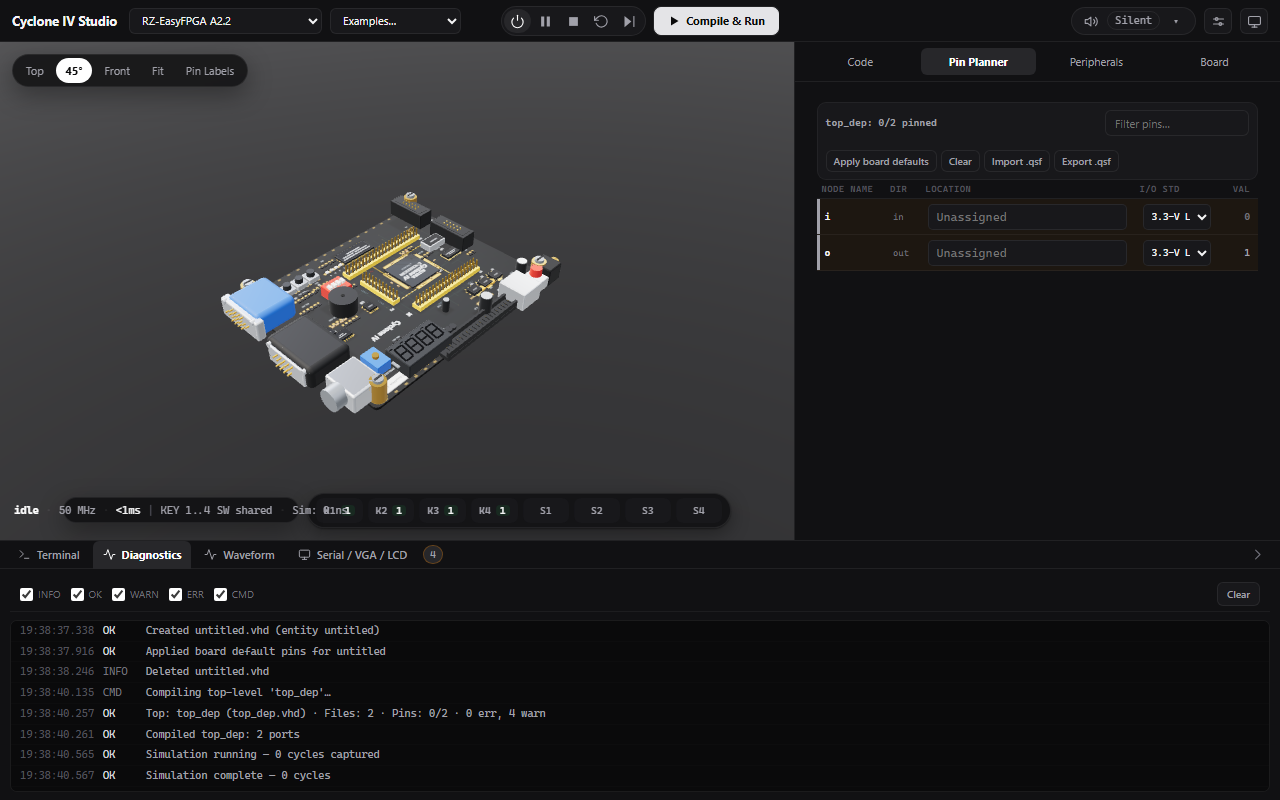 Cyclone IV Studio RZ-EasyFPGA A2.2 Examples... Compile & Run Silent
Top 45° Front Fit Pin Labels
Code Pin Planner Peripherals Board
top_dep: 0/2 pinned Filter pins...
Apply board defaults Clear Import .qsf Export .qsf
NODE NAME DIR LOCATION I/O STD VAL
i in Unassigned 3.3-V L 0
o out Unassigned 3.3-V L 1
Cyclone IV
idle · 50 MHz · <1ms | KEY 1..4 SW shared · Sim: 1 K2 1 K3 1 K4 1 S1 S2 S3 S4
Terminal Diagnostics Waveform Serial / VGA / LCD 4
INFO OK WARN ERR CMD Clear
19:38:37.338 OK Created untitled.vhd (entity untitled)
19:38:37.916 OK Applied board default pins for untitled
19:38:38.246 INFO Deleted untitled.vhd
19:38:40.135 CMD Compiling top-level 'top_dep'…
19:38:40.257 OK Top: top_dep (top_dep.vhd) · Files: 2 · Pins: 0/2 · 0 err, 4 warn
19:38:40.261 OK Compiled top_dep: 2 ports
19:38:40.565 OK Simulation running — 0 cycles captured
19:38:40.567 OK Simulation complete — 0 cycles